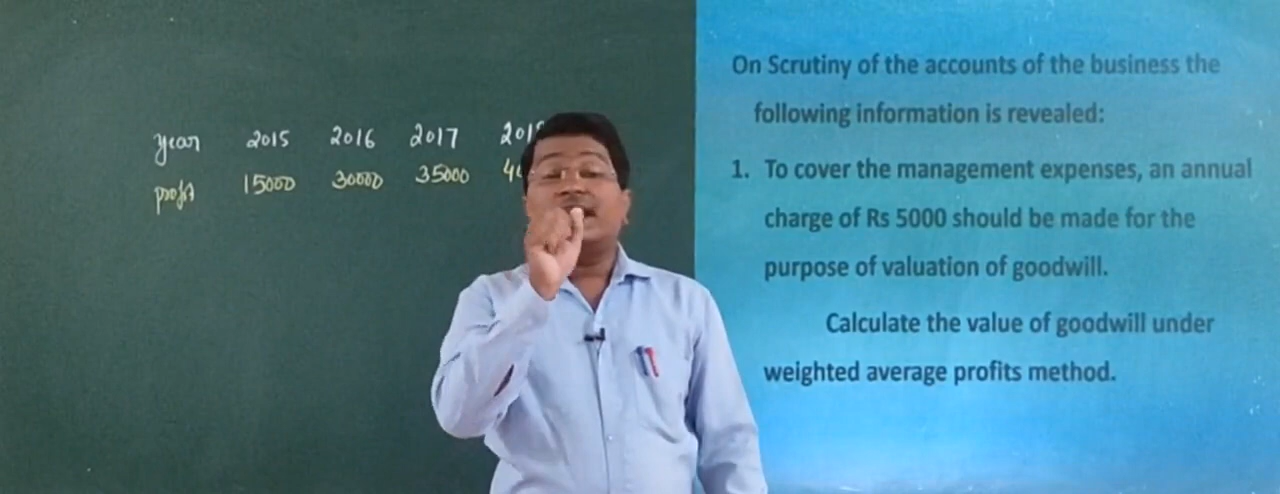 year 2015 2016 2017
profit 15000 30000 35000
On Scrutiny of the accounts of the business the
following information is revealed:
1. To cover the management expenses, an annual
charge of Rs 5000 should be made for the
purpose of valuation of goodwill.
Calculate the value of goodwill under
weighted average profits method.